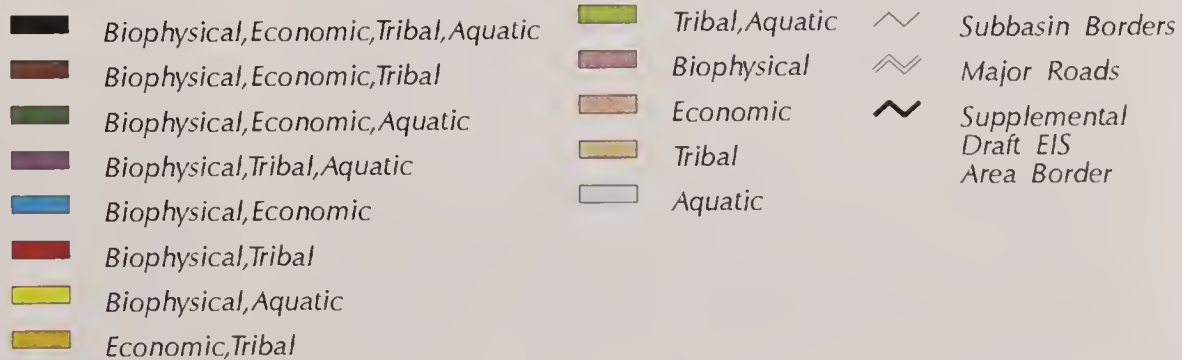 Biophysical,Economic,Tribal,Aquatic
Biophysical,Economic,Tribal
Biophysical,Economic,Aquatic
Biophysical,Tribal,Aquatic
Biophysical,Economic
Biophysical,Tribal
Biophysical,Aquatic
Economic,Tribal
Tribal,Aquatic
Biophysical
Economic
Tribal
Aquatic
Subbasin Borders
Major Roads
Supplemental
Draft EIS
Area Border